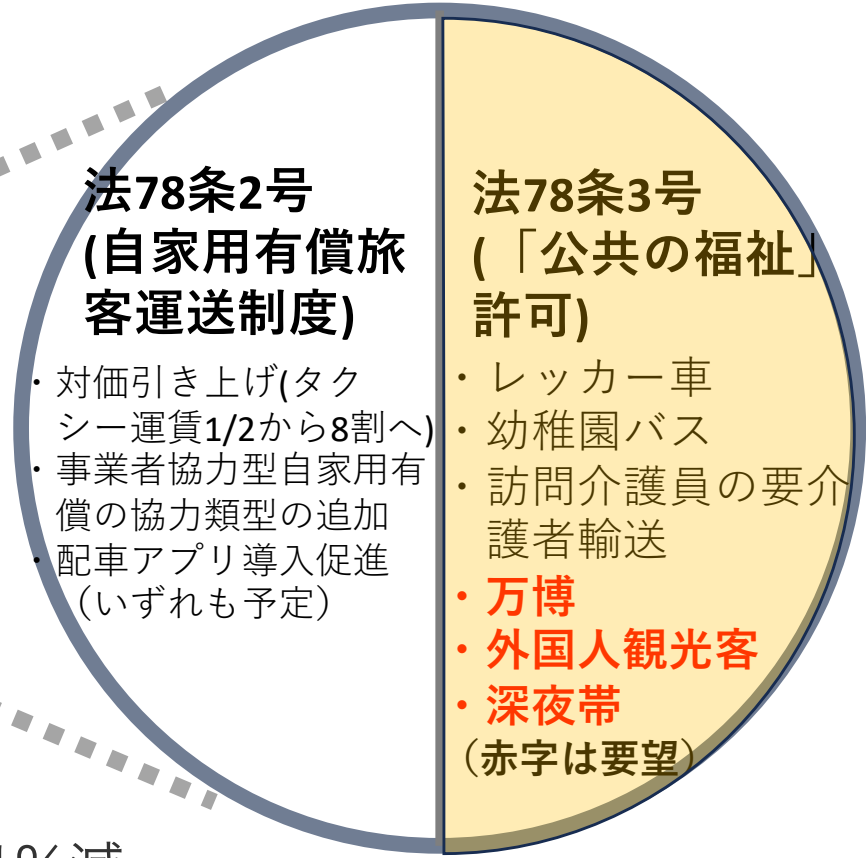 法78条2号
(自家用有償旅
客運送制度)
・対価引き上げ(タク
シー運賃1/2から8割へ)
・事業者協力型自家用有
償の協力類型の追加
・配車アプリ導入促進
（いずれも予定）
法78条3号
(「公共の福祉」
許可)
・レッカー車
・幼稚園バス
・訪問介護員の要介
護者輸送
・万博
・外国人観光客
・深夜帯
（赤字は要望）